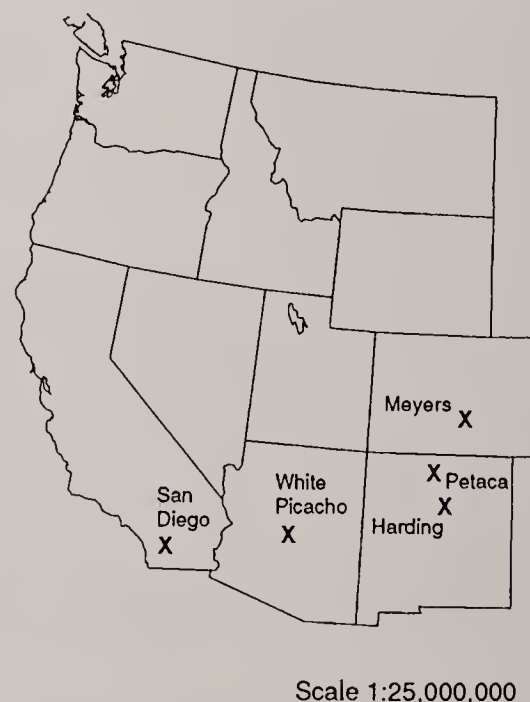 Meyers X
San
Diego
X
White
Picacho
X
X Petaca
X
Harding
Scale 1:25,000,000